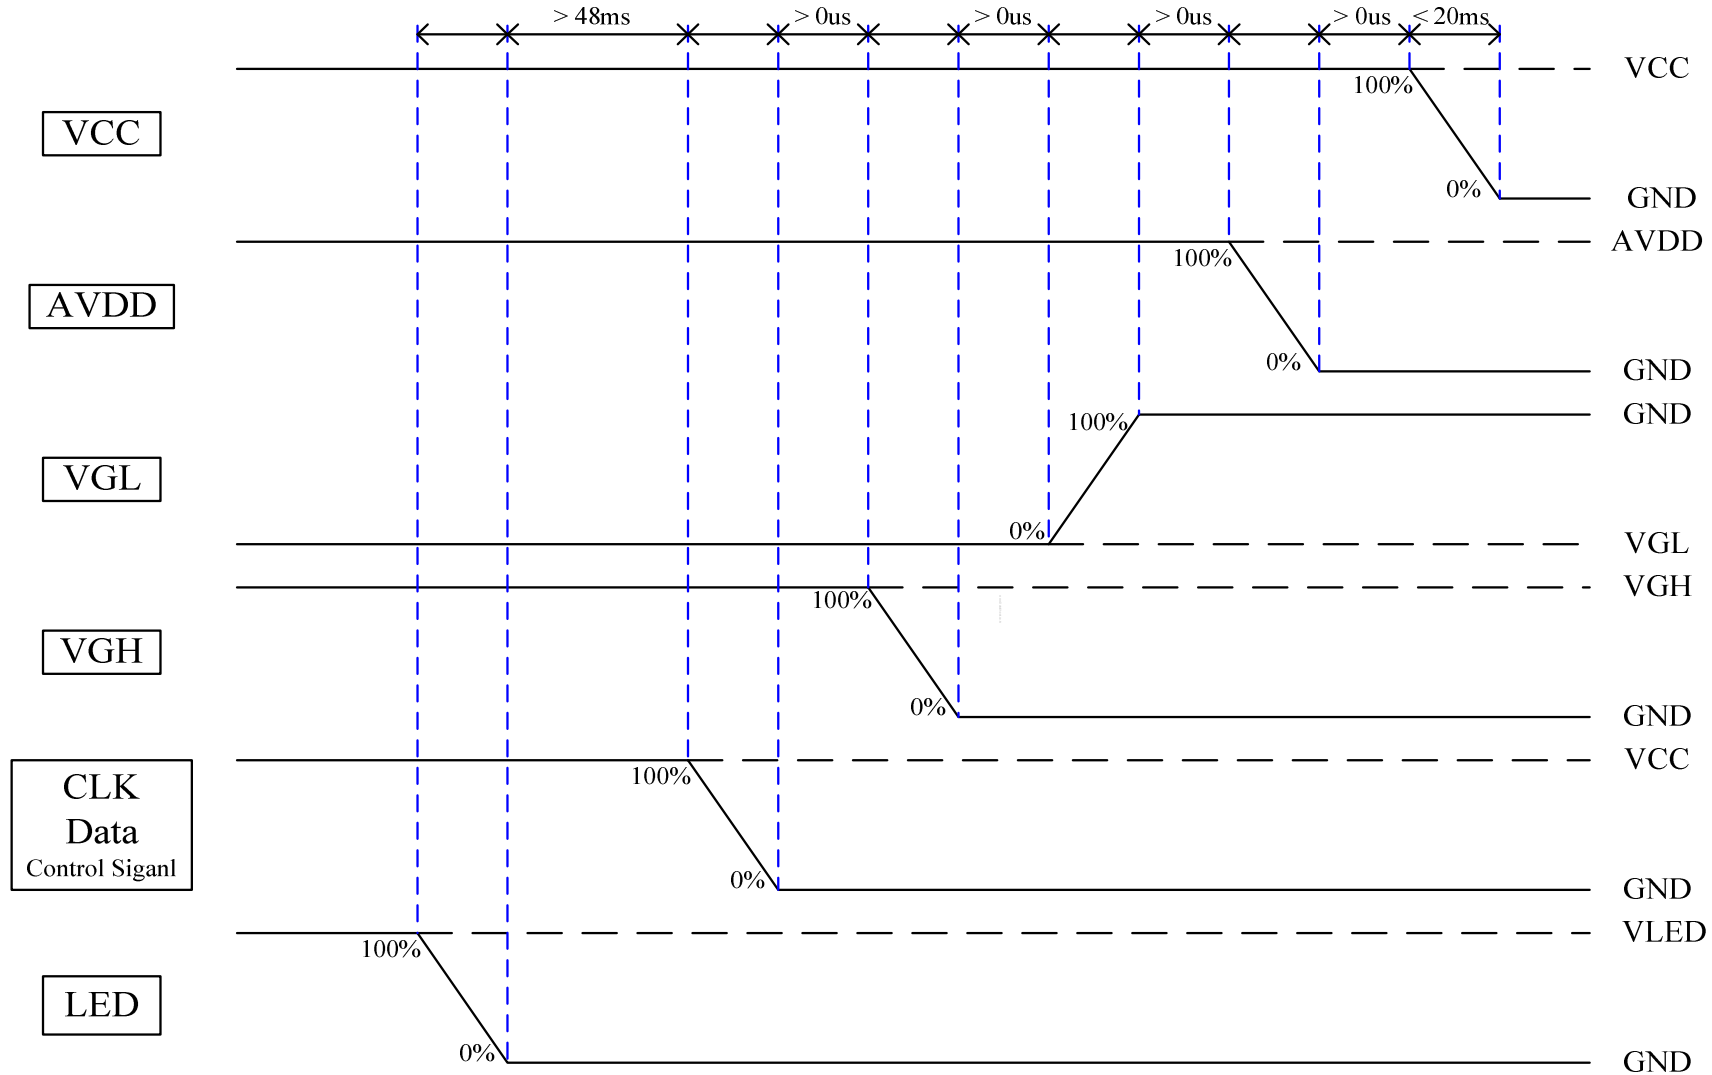 > 48ms > 0us > 0us > 0us > 0us < 20ms
VCC
100%
VCC
0%
GND
AVDD
100%
AVDD
0%
GND
GND
100%
VGL
0%
VGL
VGH
100%
VGH
0%
GND
VCC
100%
CLK
Data
Control Siganl
0%
GND
VLED
100%
LED
0%
GND